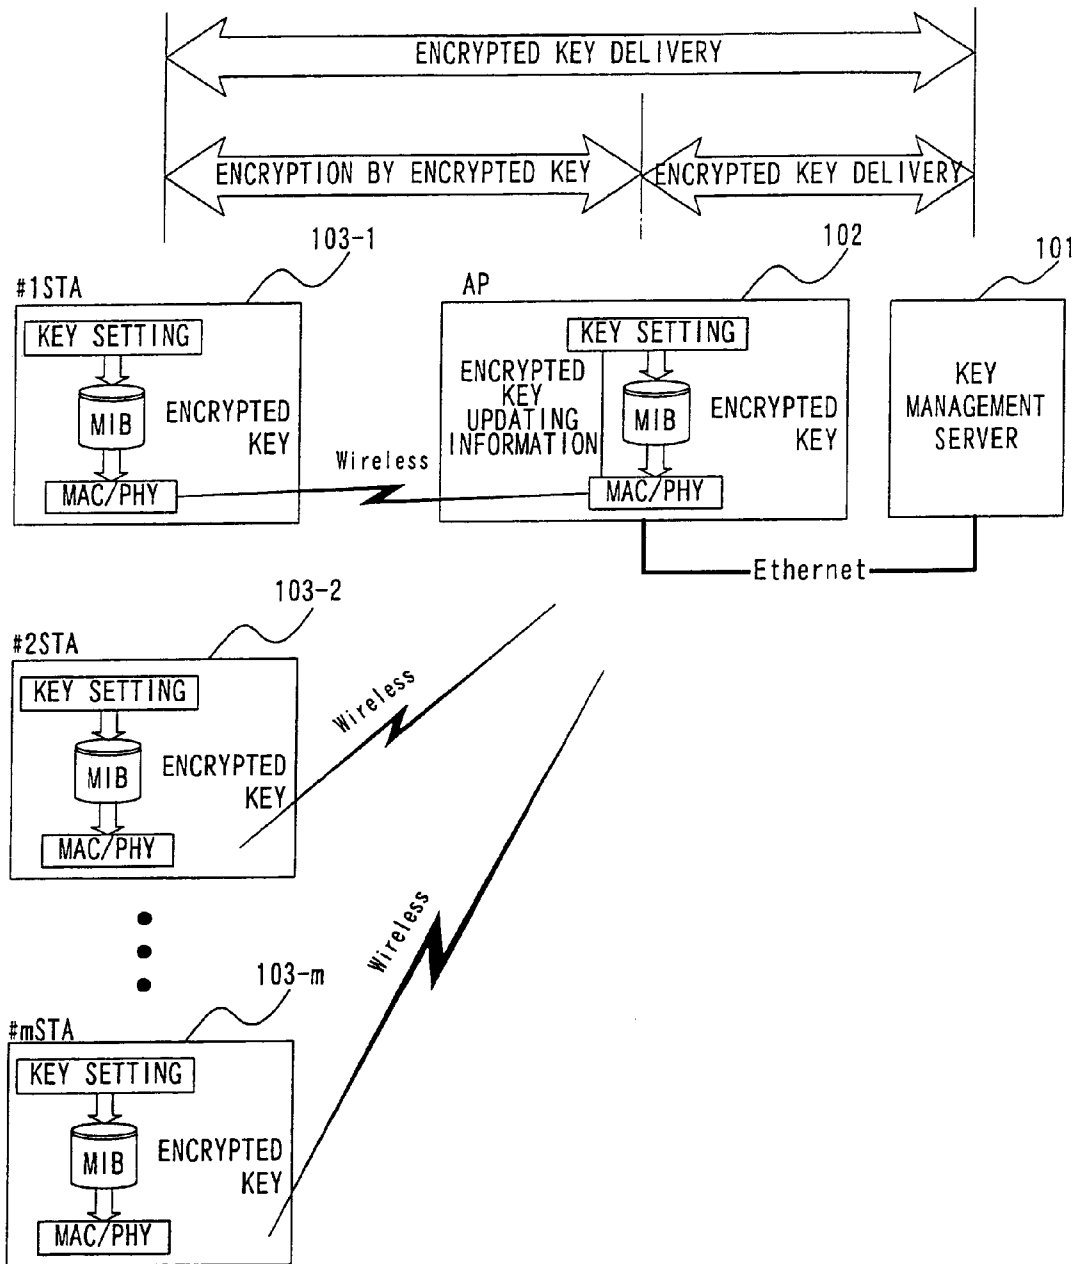 ENCRYPTED KEY DELIVERY
ENCRYPTION BY ENCRYPTED KEY
ENCRYPTED KEY DELIVERY
103-1
102
101
#1STA
KEY SETTING
MIB
ENCRYPTED
KEY
MAC/PHY
Wireless
AP
KEY SETTING
ENCRYPTED
KEY
UPDATING
INFORMATION
MIB
ENCRYPTED
KEY
MAC/PHY
KEY
MANAGEMENT
SERVER
Ethernet
103-2
#2STA
KEY SETTING
MIB
ENCRYPTED
KEY
MAC/PHY
Wireless
103-m
#mSTA
KEY SETTING
MIB
ENCRYPTED
KEY
MAC/PHY
Wireless